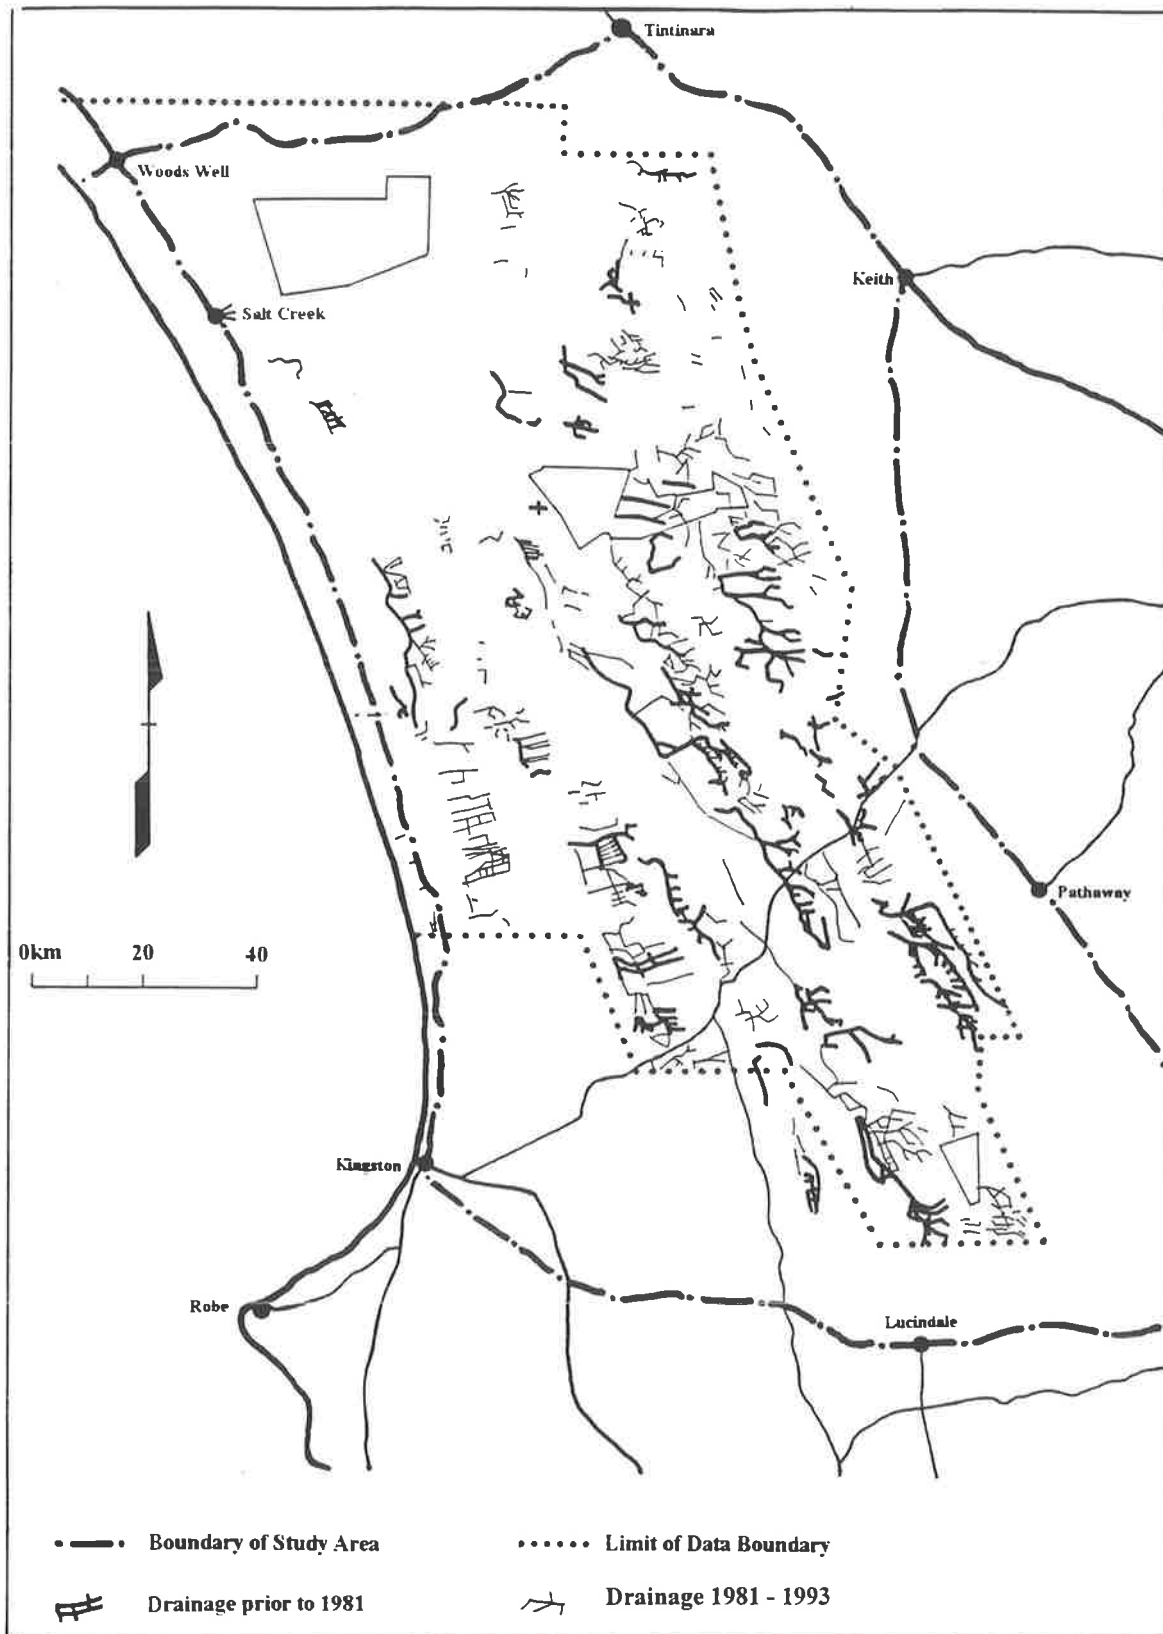 Tintinara
Woods Well
Keith
Salt Creek
0km 20 40
Pathaway
Kingston
Robe
Lucindale
Boundary of Study Area
Limit of Data Boundary
Drainage prior to 1981
Drainage 1981 - 1993